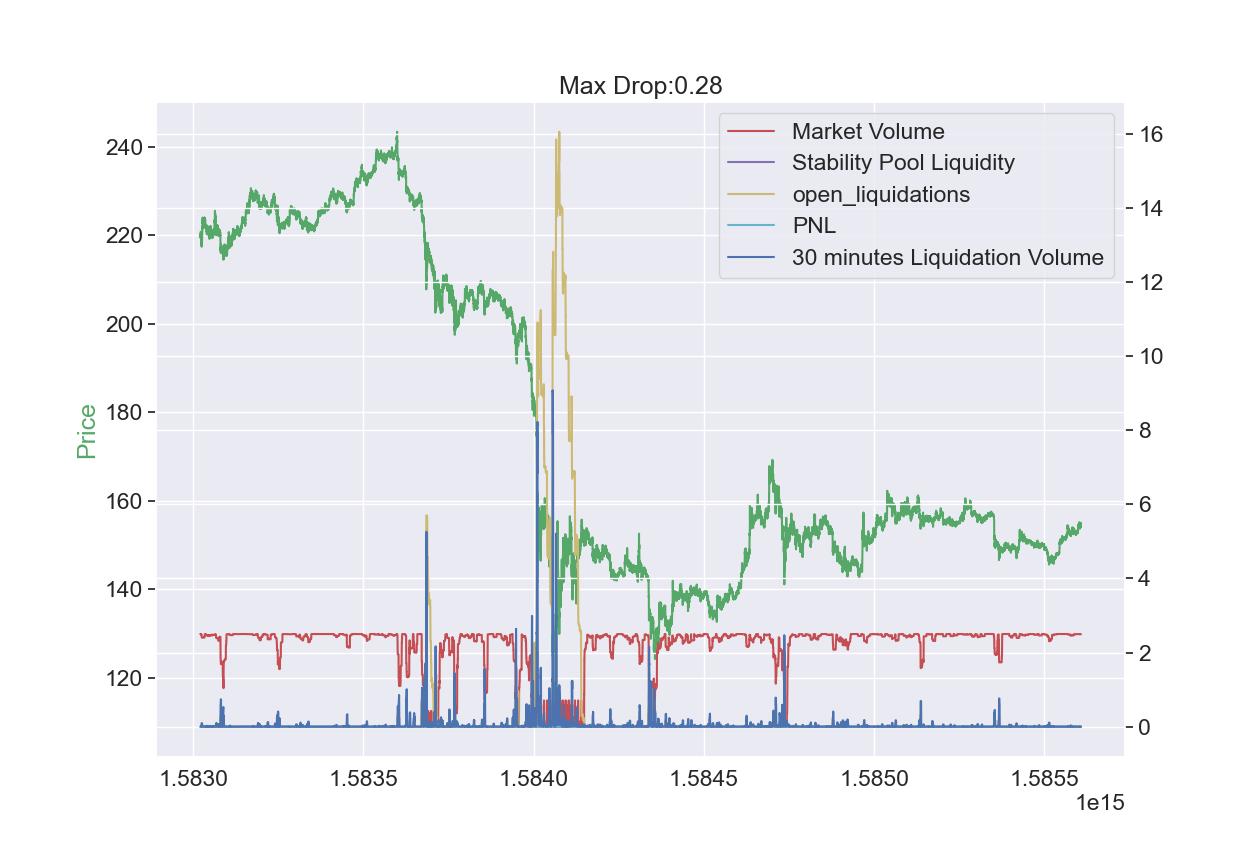 Max Drop:0.28
Market Volume
Stability Pool Liquidity
open_liquidations
PNL
30 minutes Liquidation Volume
Price
240
220
200
180
160
140
120
16
14
12
10
8
6
4
2
0
1.5830 1.5835 1.5840 1.5845 1.5850 1.5855
1e15